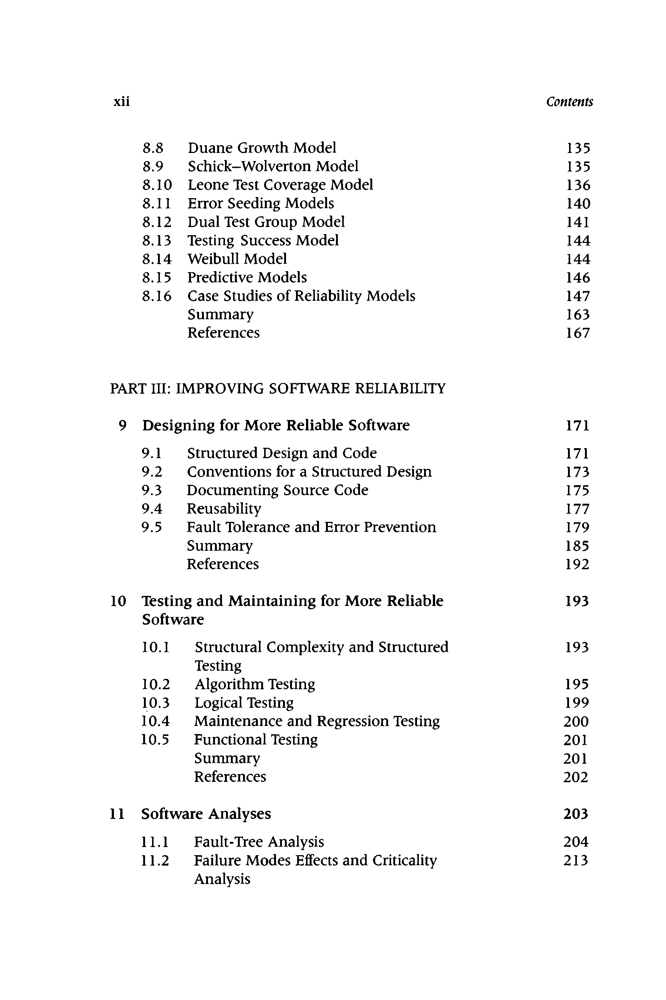 xii Contents
8.8 Duane Growth Model 135
8.9 Schick–Wolverton Model 135
8.10 Leone Test Coverage Model 136
8.11 Error Seeding Models 140
8.12 Dual Test Group Model 141
8.13 Testing Success Model 144
8.14 Weibull Model 144
8.15 Predictive Models 146
8.16 Case Studies of Reliability Models 147
Summary 163
References 167
PART III: IMPROVING SOFTWARE RELIABILITY
9 Designing for More Reliable Software 171
9.1 Structured Design and Code 171
9.2 Conventions for a Structured Design 173
9.3 Documenting Source Code 175
9.4 Reusability 177
9.5 Fault Tolerance and Error Prevention 179
Summary 185
References 192
10 Testing and Maintaining for More Reliable 193
Software
10.1 Structural Complexity and Structured 193
Testing
10.2 Algorithm Testing 195
10.3 Logical Testing 199
10.4 Maintenance and Regression Testing 200
10.5 Functional Testing 201
Summary 201
References 202
11 Software Analyses 203
11.1 Fault-Tree Analysis 204
11.2 Failure Modes Effects and Criticality 213
Analysis